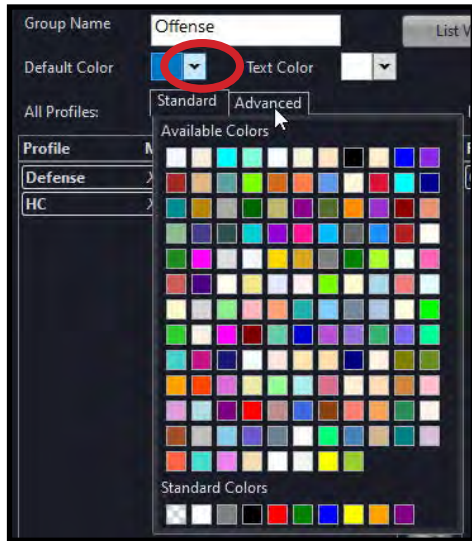 Group Name Offense List V
Default Color Text Color
All Profiles: Standard Advanced
Available Colors
Profile M
Defense X
HC X
Standard Colors